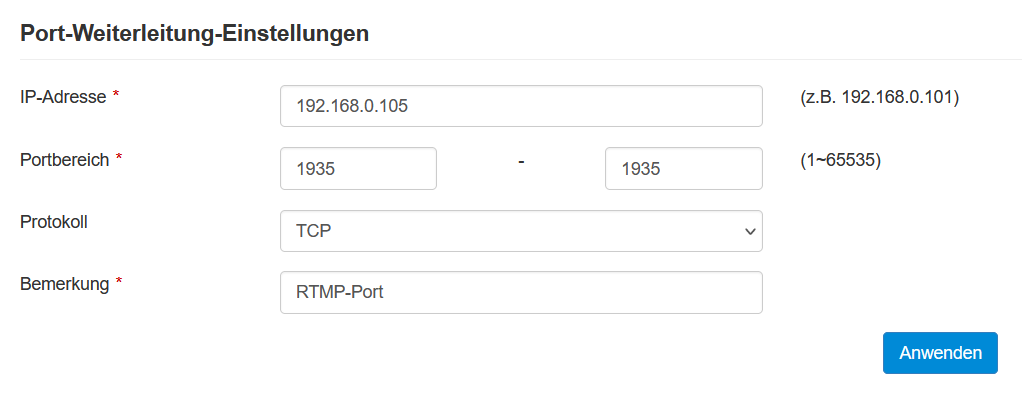 Port-Weiterleitung-Einstellungen
IP-Adresse * 192.168.0.105 (z.B. 192.168.0.101)
Portbereich * 1935 - 1935 (1~65535)
Protokoll TCP
Bemerkung * RTMP-Port
Anwenden